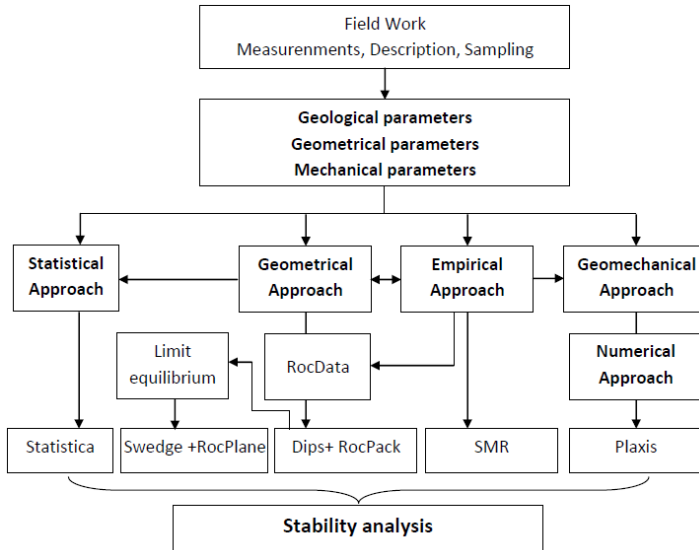 Field Work
Measurenments, Description, Sampling
Geological parameters
Geometrical parameters
Mechanical parameters
Statistical
Approach
Geometrical
Approach
Empirical
Approach
Geomechanical
Approach
Limit
equilibrium
RocData
Numerical
Approach
Statistica
Swedge +RocPlane
Dips+ RocPack
SMR
Plaxis
Stability analysis